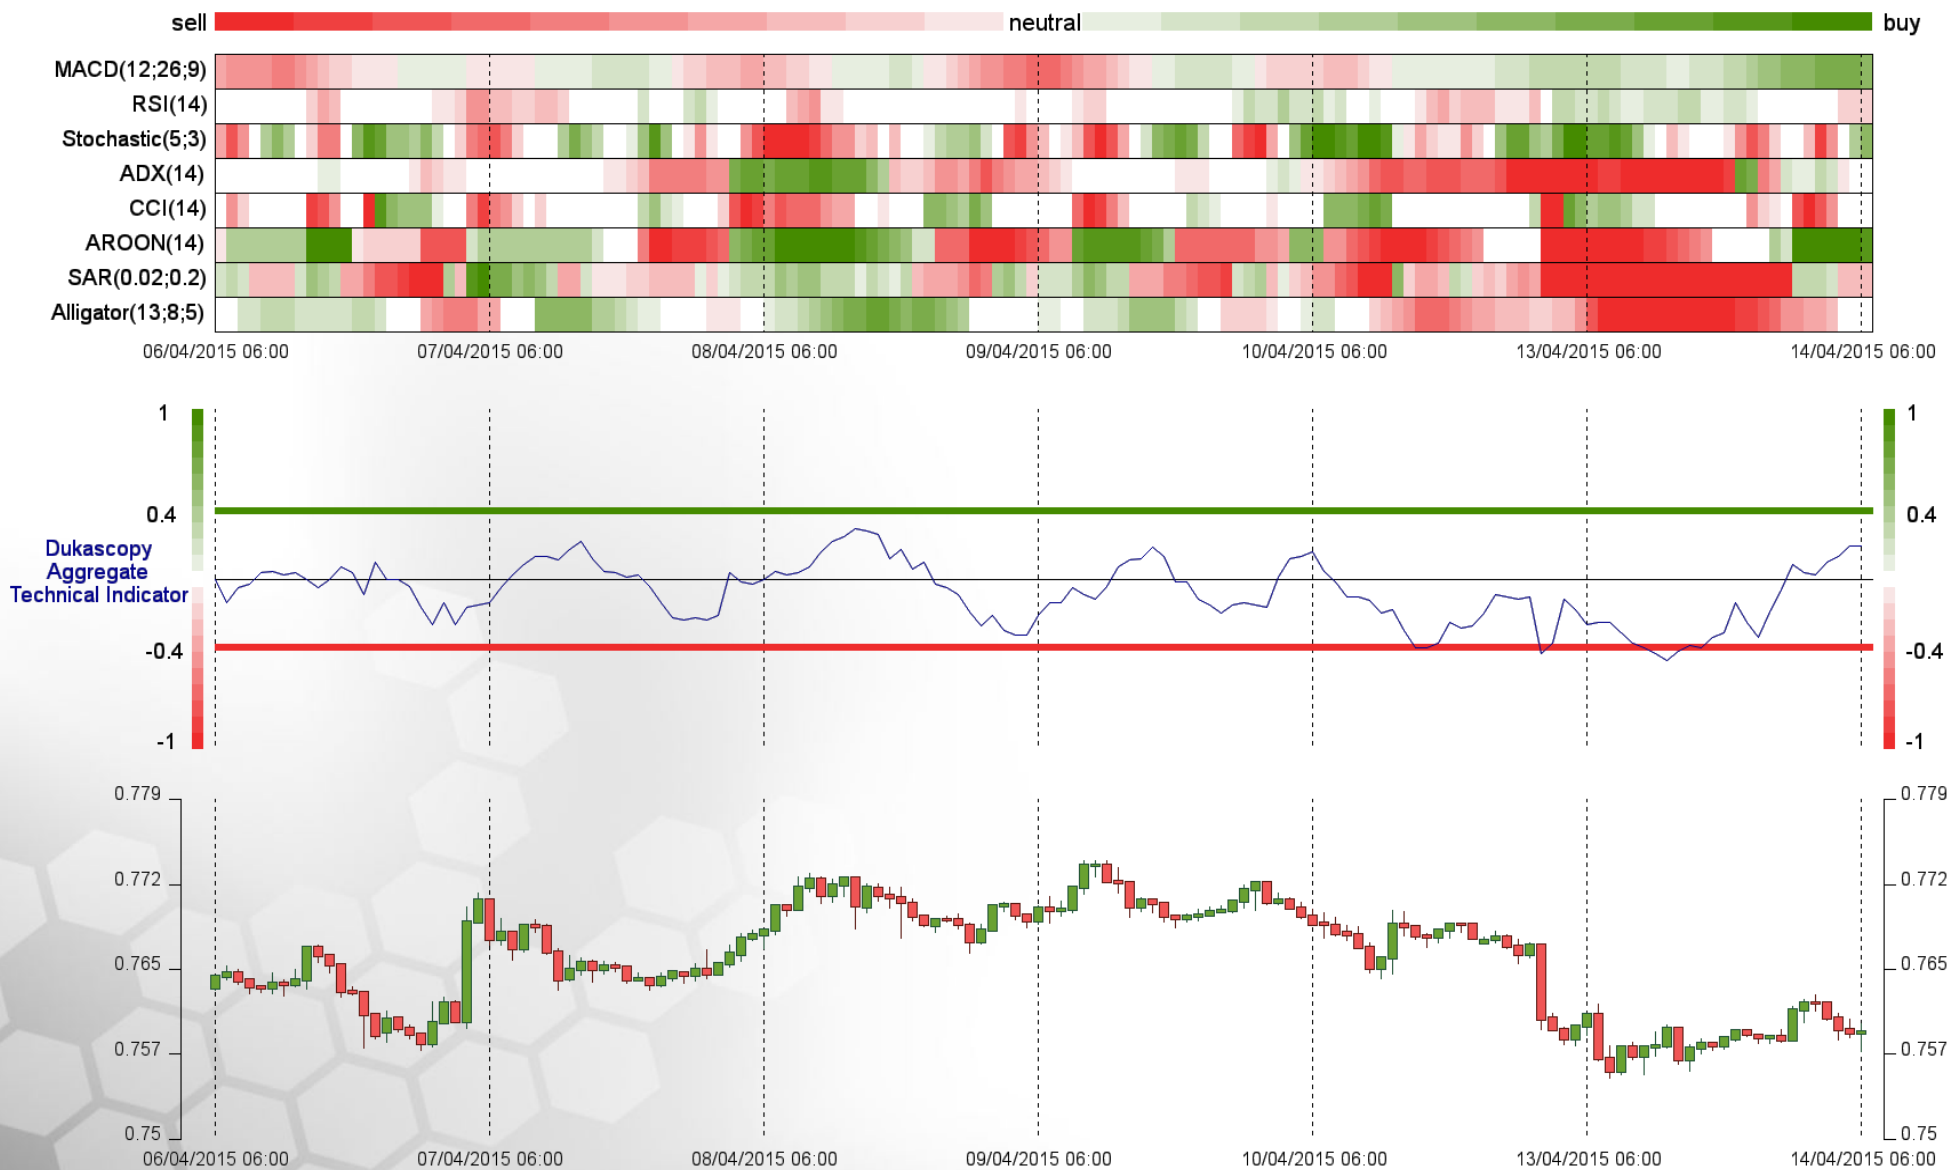 sell neutral buy
MACD(12;26;9)
RSI(14)
Stochastic(5;3)
ADX(14)
CCI(14)
AROON(14)
SAR(0.02;0.2)
Alligator(13;8;5)
06/04/2015 06:00 07/04/2015 06:00 08/04/2015 06:00 09/04/2015 06:00 10/04/2015 06:00 13/04/2015 06:00 14/04/2015 06:00
1 1
0.4 0.4
Dukascopy
Aggregate
Technical Indicator
-0.4 -0.4
-1 -1
0.779 0.779
0.772 0.772
0.765 0.765
0.757 0.757
0.75 0.75
06/04/2015 06:00 07/04/2015 06:00 08/04/2015 06:00 09/04/2015 06:00 10/04/2015 06:00 13/04/2015 06:00 14/04/2015 06:00